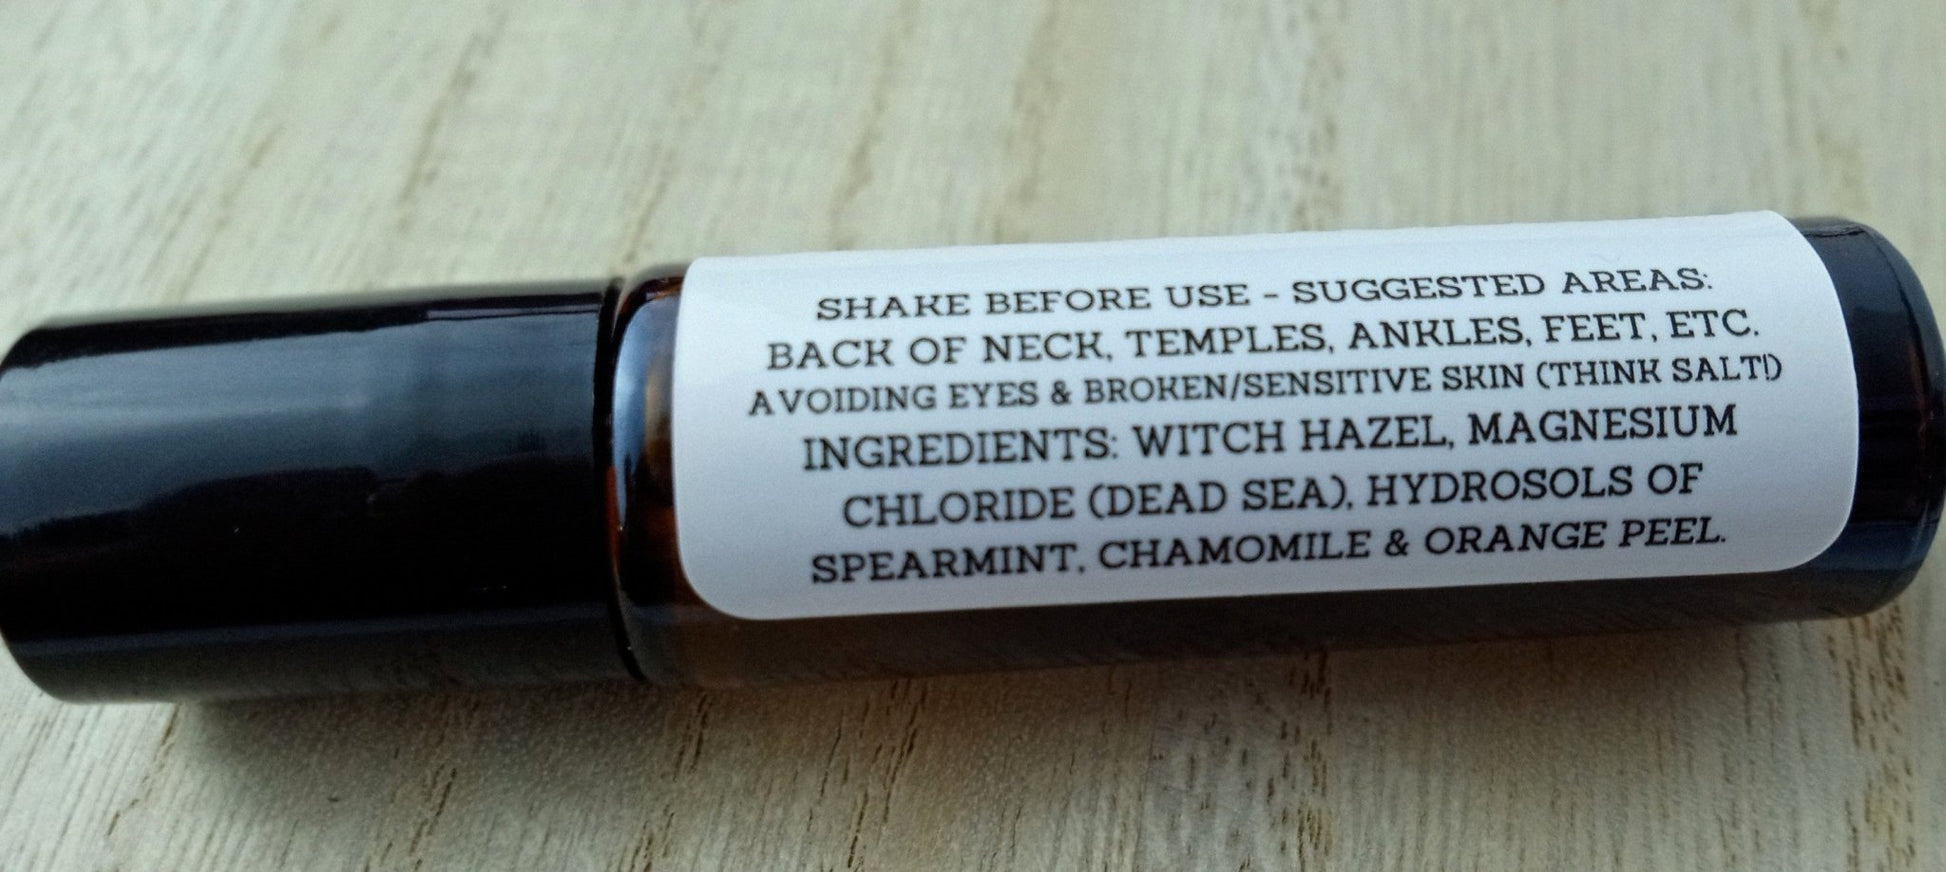 SHAKE BEFORE USE - SUGGESTED AREAS:
BACK OF NECK, TEMPLES, ANKLES, FEET, ETC.
AVOIDING EYES & BROKEN/SENSITIVE SKIN (THINK SALT!)
INGREDIENTS: WITCH HAZEL, MAGNESIUM
CHLORIDE (DEAD SEA), HYDROSOLS OF
SPEARMINT, CHAMOMILE & ORANGE PEEL.